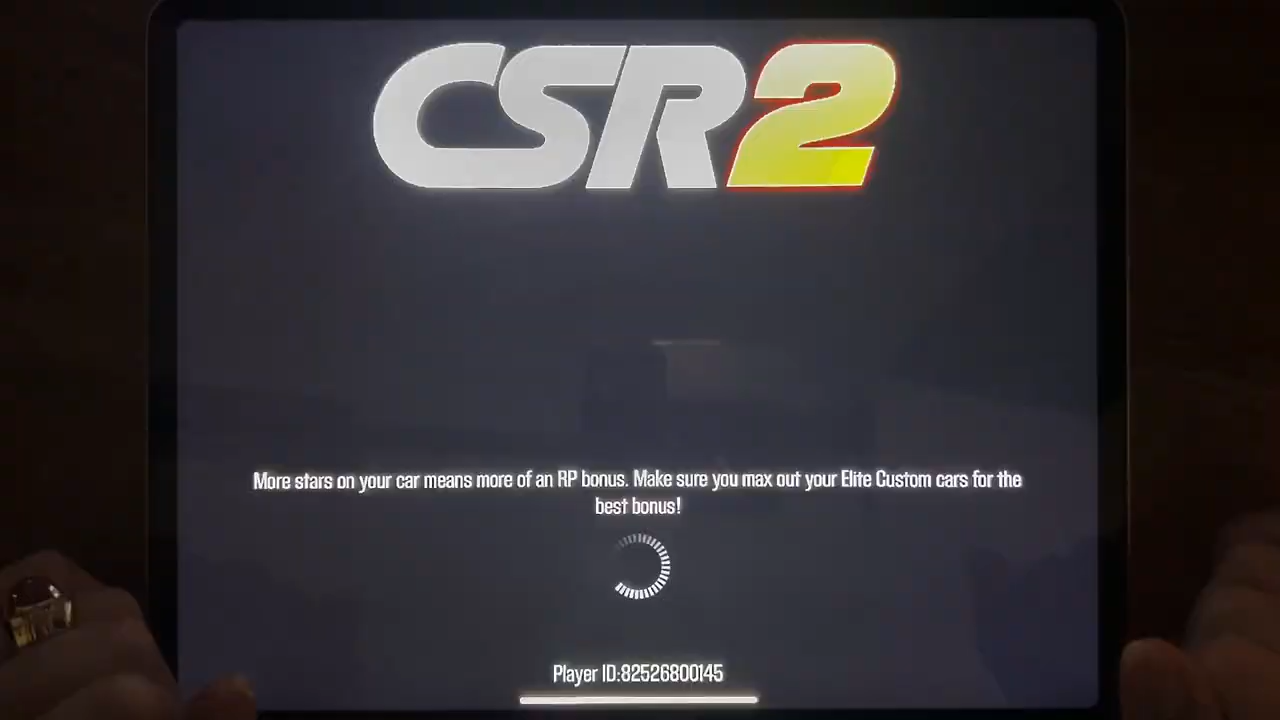 CSR2
More stars on your car means more of an RP bonus. Make sure you max out your Elite Custom cars for the
best bonus!
Player ID:82526800145